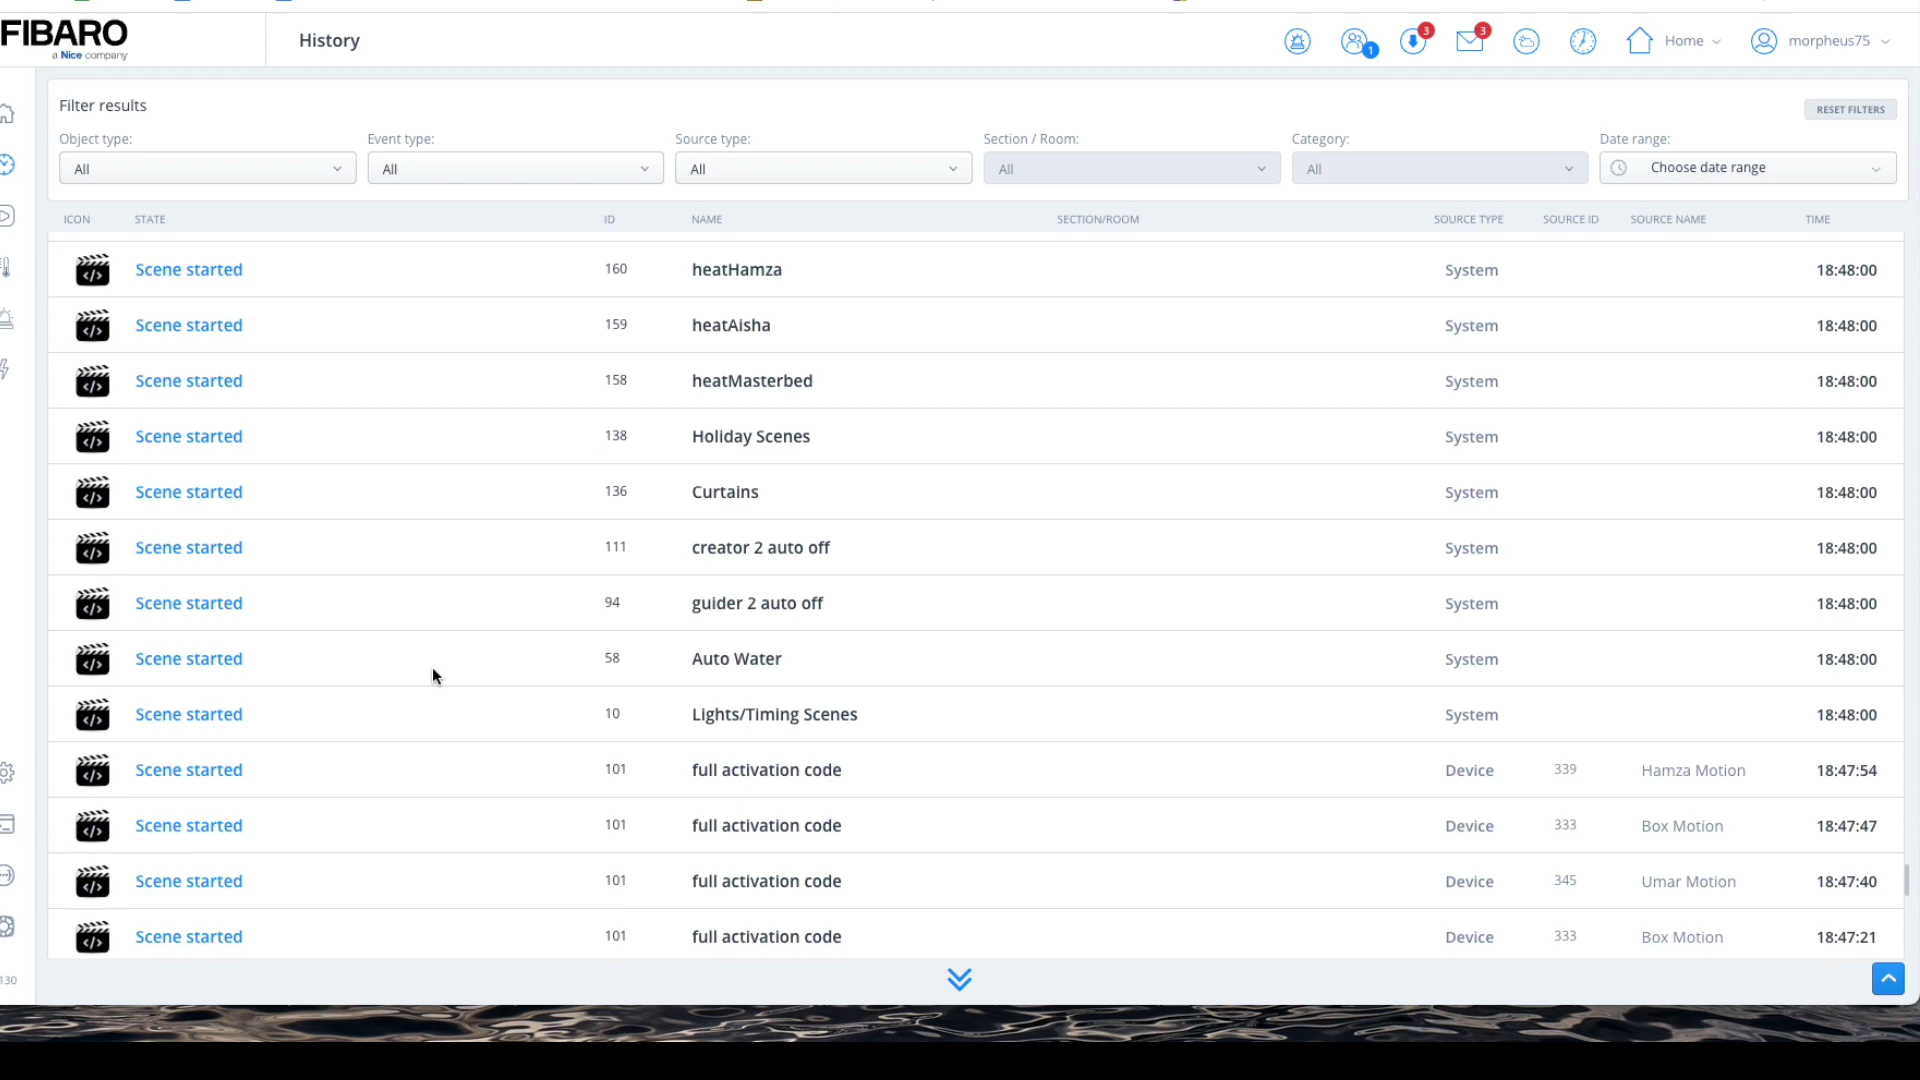 FIBARO
a Nice company
History
1
3
3
Home
morpheus75
Filter results
RESET FILTERS
Object type: Event type: Source type: Section / Room: Category: Date range:
All All All All All Choose date range
ICON STATE ID NAME SECTION/ROOM SOURCE TYPE SOURCE ID SOURCE NAME TIME
Scene started 160 heatHamza System 18:48:00
Scene started 159 heatAisha System 18:48:00
Scene started 158 heatMasterbed System 18:48:00
Scene started 138 Holiday Scenes System 18:48:00
Scene started 136 Curtains System 18:48:00
Scene started 111 creator 2 auto off System 18:48:00
Scene started 94 guider 2 auto off System 18:48:00
Scene started 58 Auto Water System 18:48:00
Scene started 10 Lights/Timing Scenes System 18:48:00
Scene started 101 full activation code Device 339 Hamza Motion 18:47:54
Scene started 101 full activation code Device 333 Box Motion 18:47:47
Scene started 101 full activation code Device 345 Umar Motion 18:47:40
Scene started 101 full activation code Device 333 Box Motion 18:47:21
130